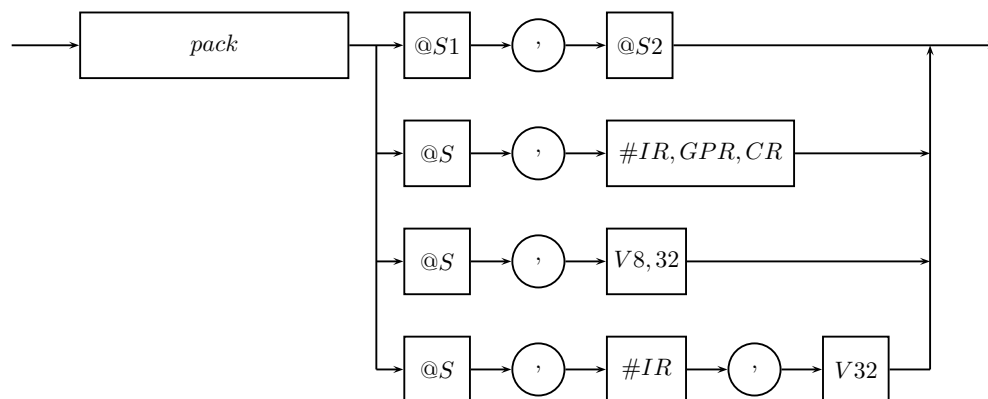 pack @S1 , @S2
@S , #IR, GPR, CR
@S , V8, 32
@S , #IR , V32